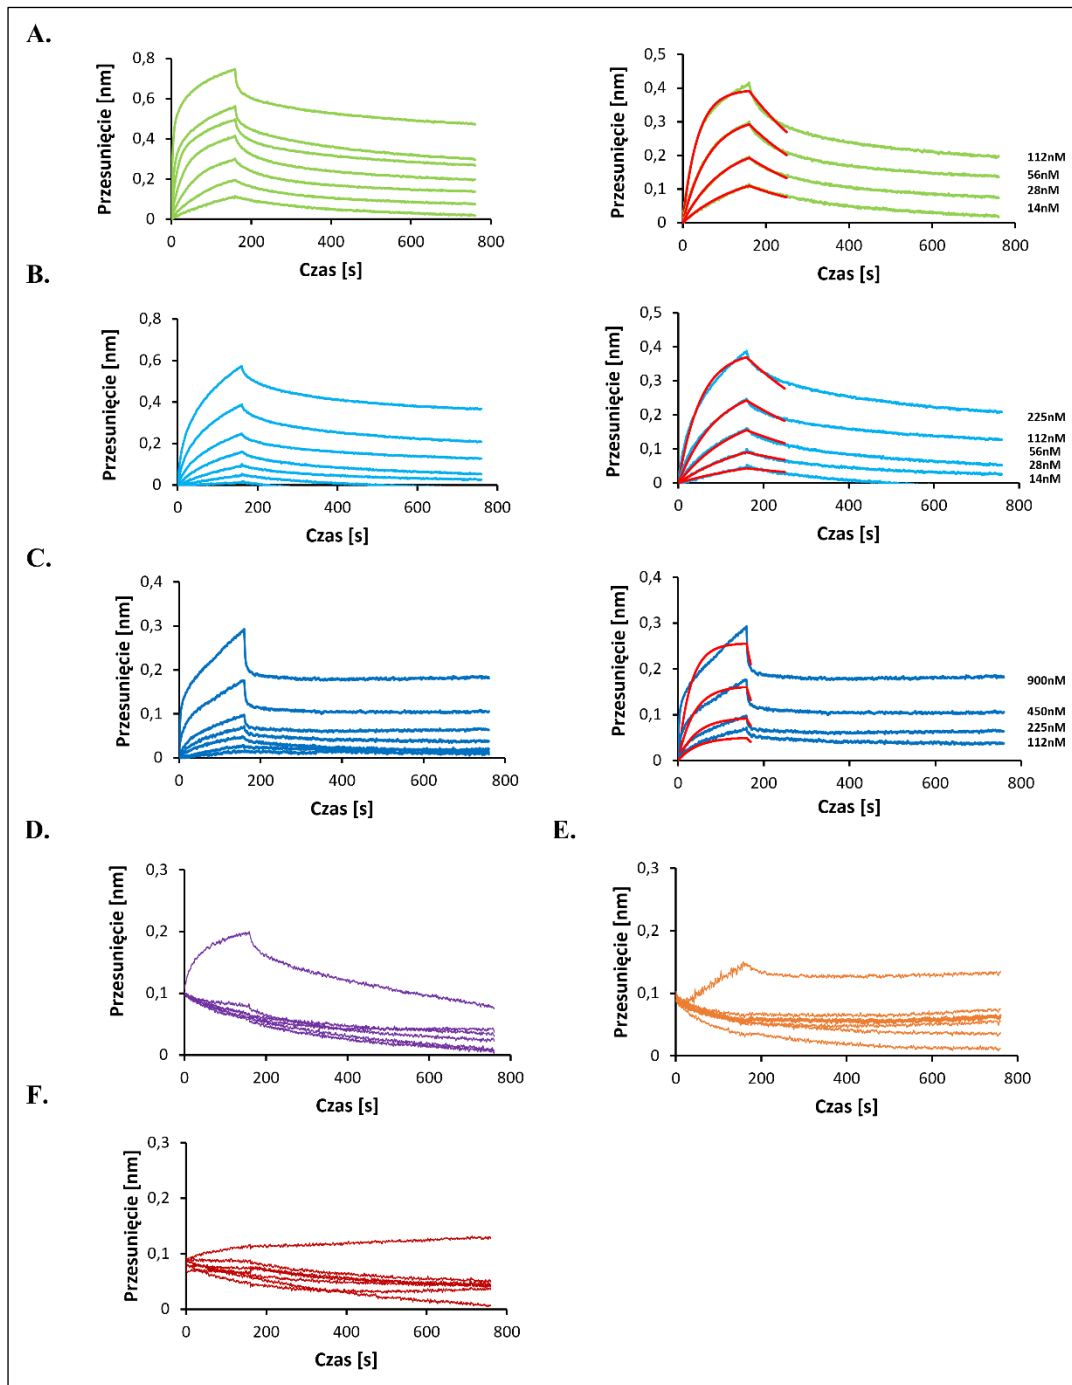 A.
Przesunięcie [nm]
0,8
0,6
0,4
0,2
0
0 200 400 600 800
Czas [s]
Przesunięcie [nm]
0,5
0,4
0,3
0,2
0,1
0
0 200 400 600 800
Czas [s]
112nM
56nM
28nM
14nM
B.
Przesunięcie [nm]
0,8
0,6
0,4
0,2
0
0 200 400 600 800
Czas [s]
Przesunięcie [nm]
0,5
0,4
0,3
0,2
0,1
0
0 200 400 600 800
Czas [s]
225nM
112nM
56nM
28nM
14nM
C.
Przesunięcie [nm]
0,4
0,3
0,2
0,1
0
0 200 400 600 800
Czas [s]
Przesunięcie [nm]
0,4
0,3
0,2
0,1
0
0 200 400 600 800
Czas [s]
900nM
450nM
225nM
112nM
D.
Przesunięcie [nm]
0,3
0,2
0,1
0
0 200 400 600 800
Czas [s]
E.
Przesunięcie [nm]
0,3
0,2
0,1
0
0 200 400 600 800
Czas [s]
F.
Przesunięcie [nm]
0,3
0,2
0,1
0
0 200 400 600 800
Czas [s]